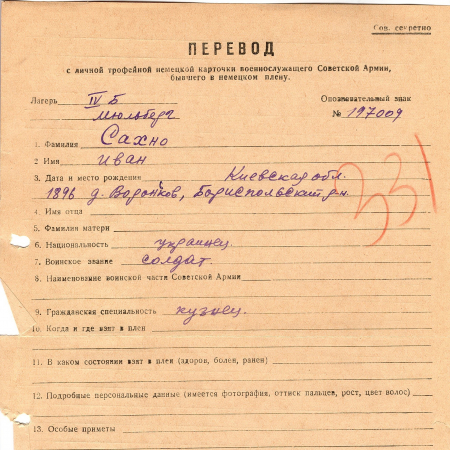 Сов. секретно
ПЕРЕВОД
с личной трофейной немецкой карточки военнослужащего Советской Армии,
бывшего в немецком плену.
Лагерь IV Б
Мюльберг
Опознавательный знак
№ 197009
1. Фамилия Сахно
2 Имя Иван
3. Дата и место рождения Киевская обл.
1896 д. Воронков, Бориспольский р-н.
4. Имя отца
5. Фамилия матери
6. Национальность украинец
7. Воинское звание солдат.
8. Наименование воинской части Советской Армии
9. Гражданская специальность кузнец.
10. Когда и где взят в плен
11. В каком состоянии взят в плен (здоров, болен, ранен)
12. Подробные персональные данные (имеется фотография, оттиск пальцев, рост, цвет волос)
13. Особые приметы
331